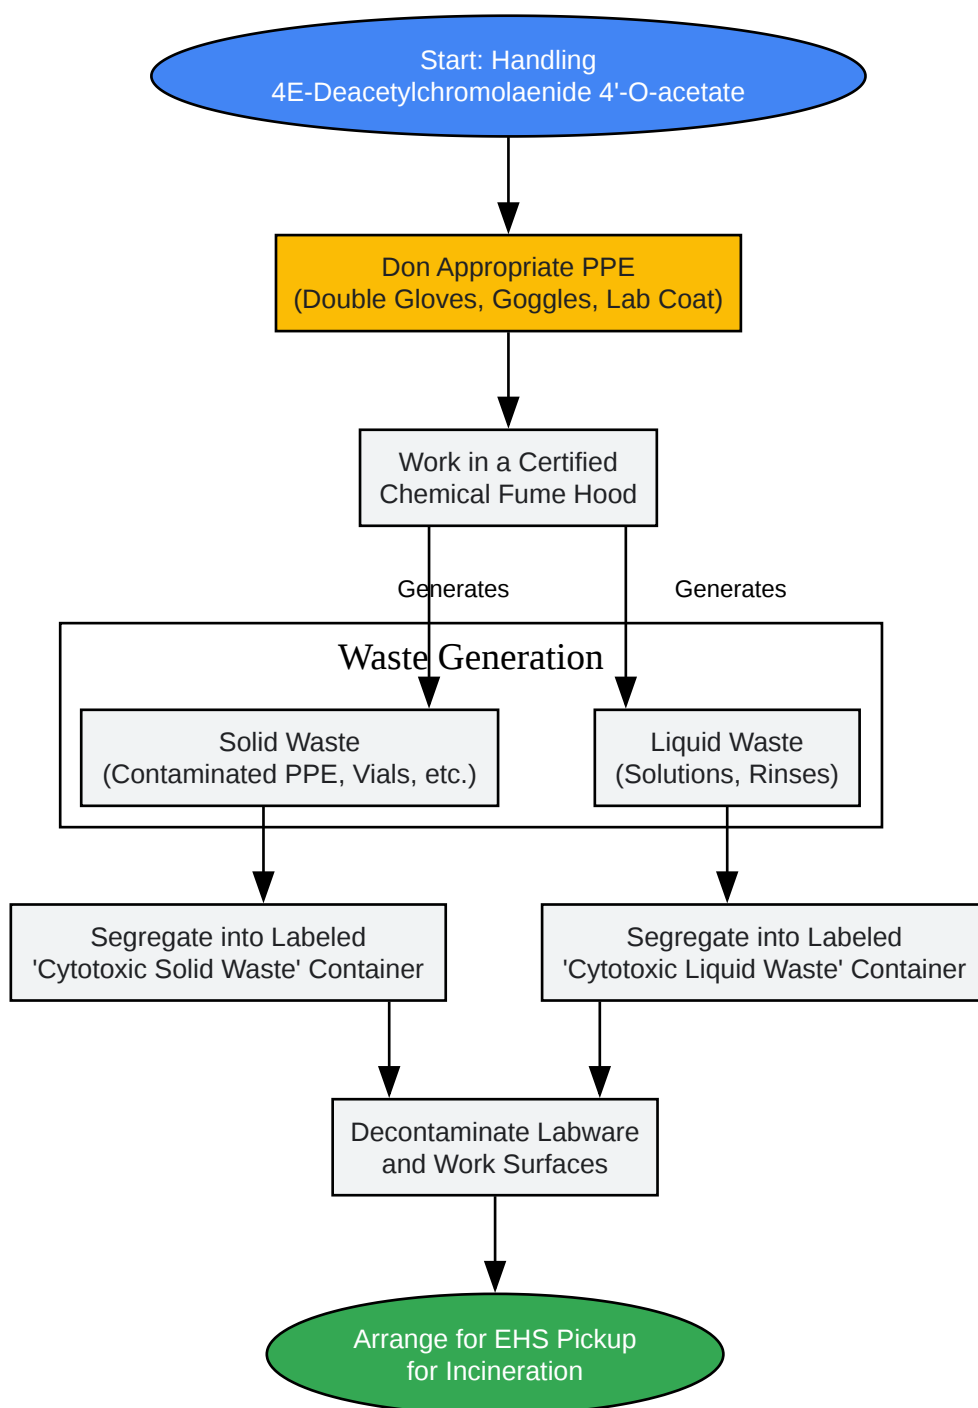 Start: Handling
4E-Deacetylchromolaenide 4'-O-acetate
Don Appropriate PPE
(Double Gloves, Goggles, Lab Coat)
Work in a Certified
Chemical Fume Hood
Generates
Generates
Waste Generation
Solid Waste
(Contaminated PPE, Vials, etc.)
Liquid Waste
(Solutions, Rinses)
Segregate into Labeled
'Cytotoxic Solid Waste' Container
Segregate into Labeled
'Cytotoxic Liquid Waste' Container
Decontaminate Labware
and Work Surfaces
Arrange for EHS Pickup
for Incineration